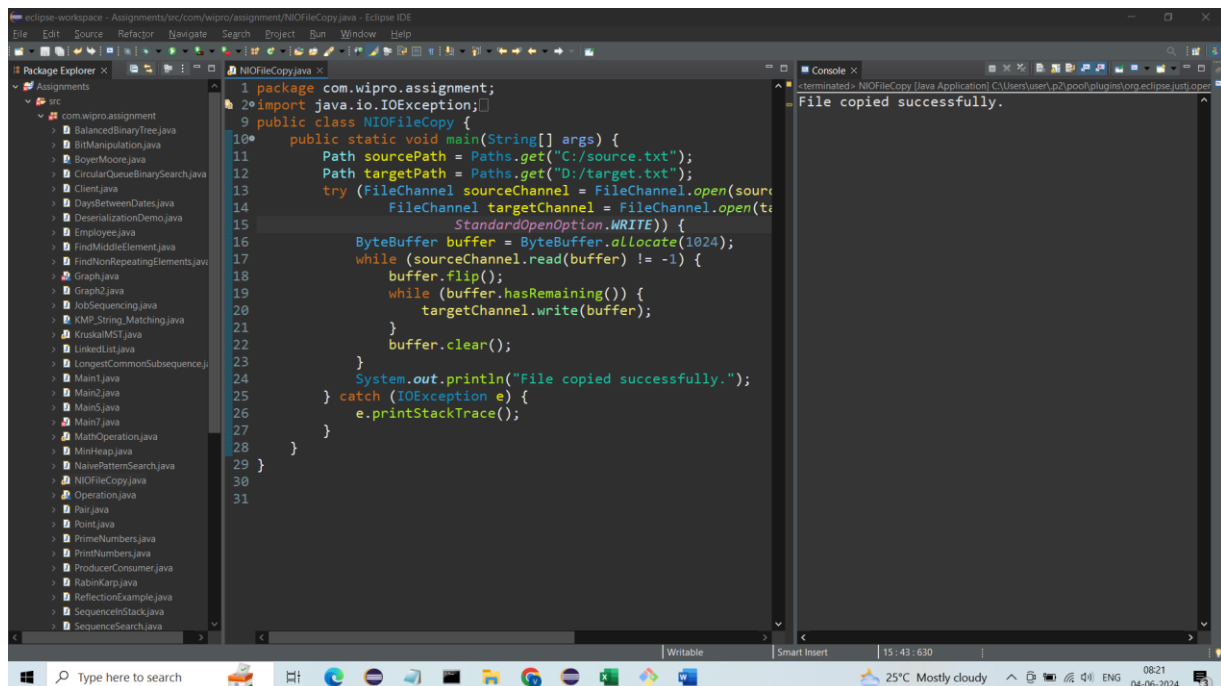 eclipse-workspace - Assignments/src/com/wipro/assignment/NIOFileCopy.java - Eclipse IDE
File Edit Source Refactor Navigate Search Project Run Window Help
Package Explorer
Assignments
src
com.wipro.assignment
BalancedBinaryTree.java
BitManipulation.java
BoyerMoore.java
CircularQueueBinarySearch.java
Client.java
DaysBetweenDates.java
DeserializationDemo.java
Employee.java
FindMiddleElement.java
FindNonRepeatingElements.java
Graph.java
Graph2.java
JobSequencing.java
KMP_String_Matching.java
KruskalMST.java
LinkedList.java
LongestCommonSubsequence.j
Main1.java
Main2.java
Main5.java
Main7.java
MathOperation.java
MinHeap.java
NaivePatternSearch.java
NIOFileCopy.java
Operation.java
Pair.java
Point.java
PrimeNumbers.java
PrintNumbers.java
ProducerConsumer.java
RabinKarp.java
ReflectionExample.java
SequenceInStack.java
SequenceSearch.java
NIOFileCopy.java
1 package com.wipro.assignment;
2 import java.io.IOException;
9 public class NIOFileCopy {
10 public static void main(String[] args) {
11 Path sourcePath = Paths.get("C:/source.txt");
12 Path targetPath = Paths.get("D:/target.txt");
13 try (FileChannel sourceChannel = FileChannel.open(sourc
14 FileChannel targetChannel = FileChannel.open(ta
15 StandardOpenOption.WRITE)) {
16 ByteBuffer buffer = ByteBuffer.allocate(1024);
17 while (sourceChannel.read(buffer) != -1) {
18 buffer.flip();
19 while (buffer.hasRemaining()) {
20 targetChannel.write(buffer);
21 }
22 buffer.clear();
23 }
24 System.out.println("File copied successfully.");
25 } catch (IOException e) {
26 e.printStackTrace();
27 }
28 }
29 }
30
31
Console
<terminated> NIOFileCopy [Java Application] C:\Users\user\.p2\pool\plugins\org.eclipse.justj.oper
File copied successfully.
Writable Smart Insert 15 : 43 : 630
Type here to search
25°C Mostly cloudy ENG 08:21
04-06-2024